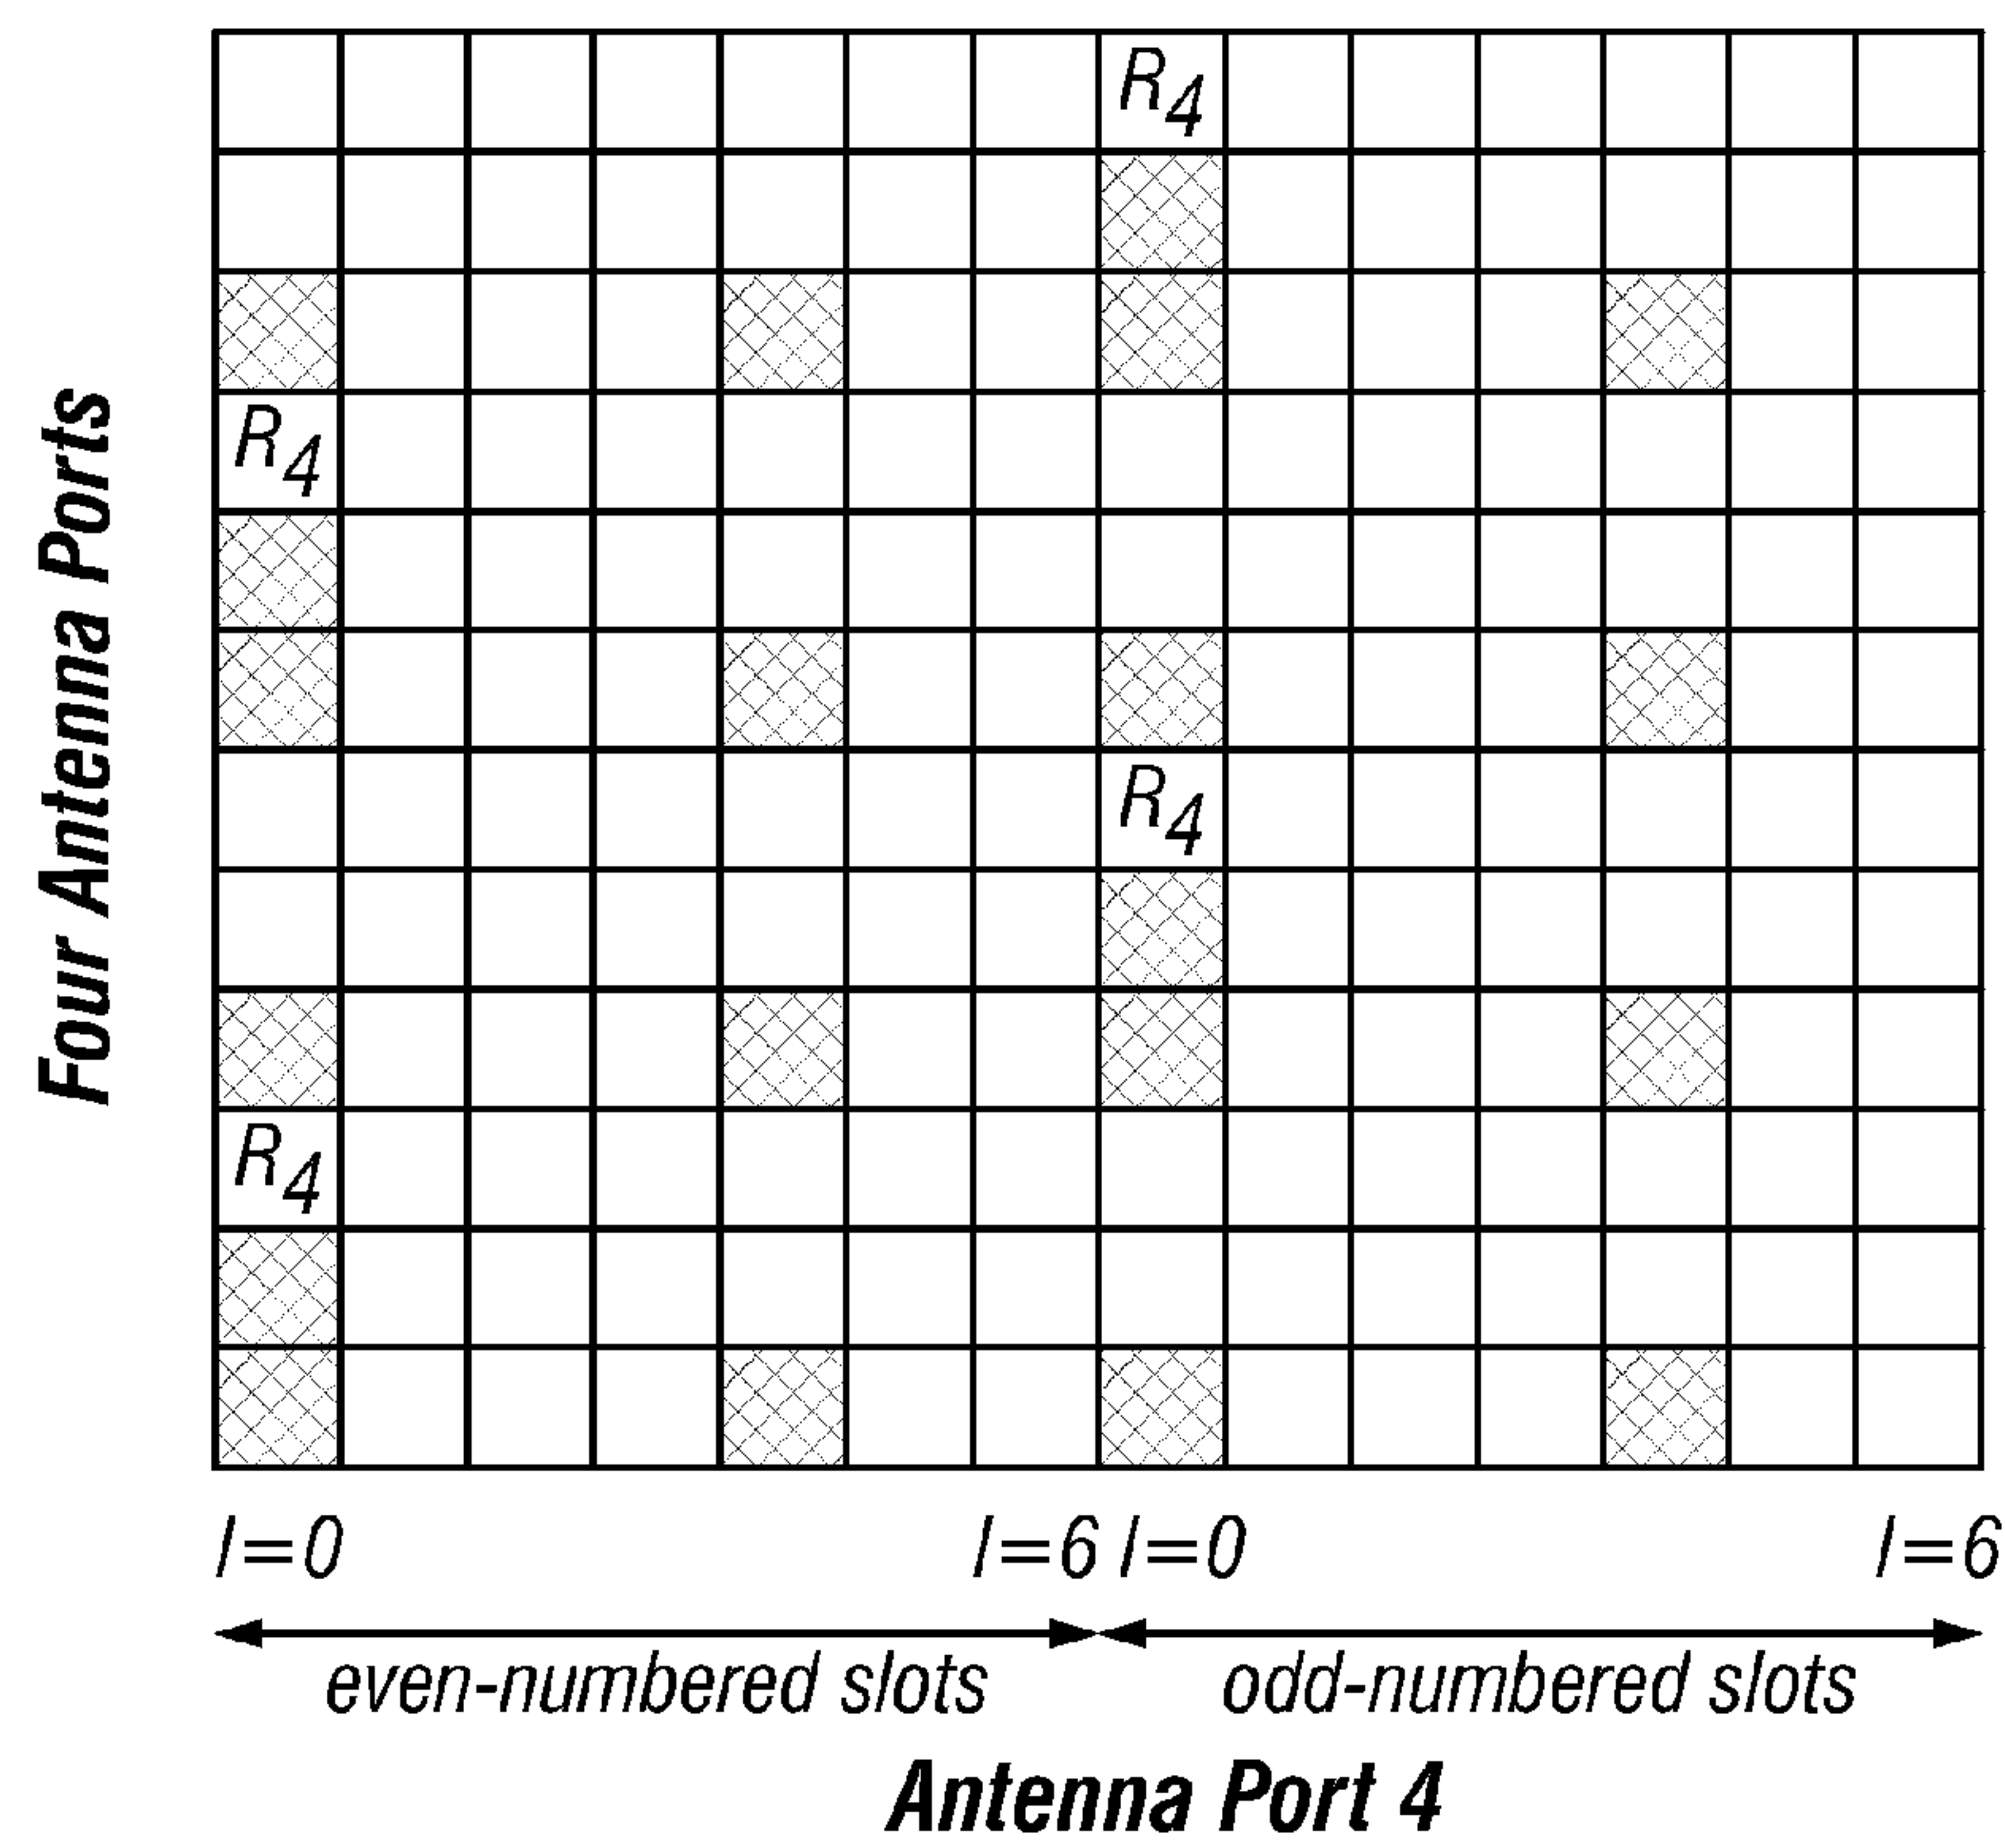 Four Antenna Ports
R4
R4
R4
R4
l=0 l=6 l=0 l=6
even-numbered slots odd-numbered slots
Antenna Port 4